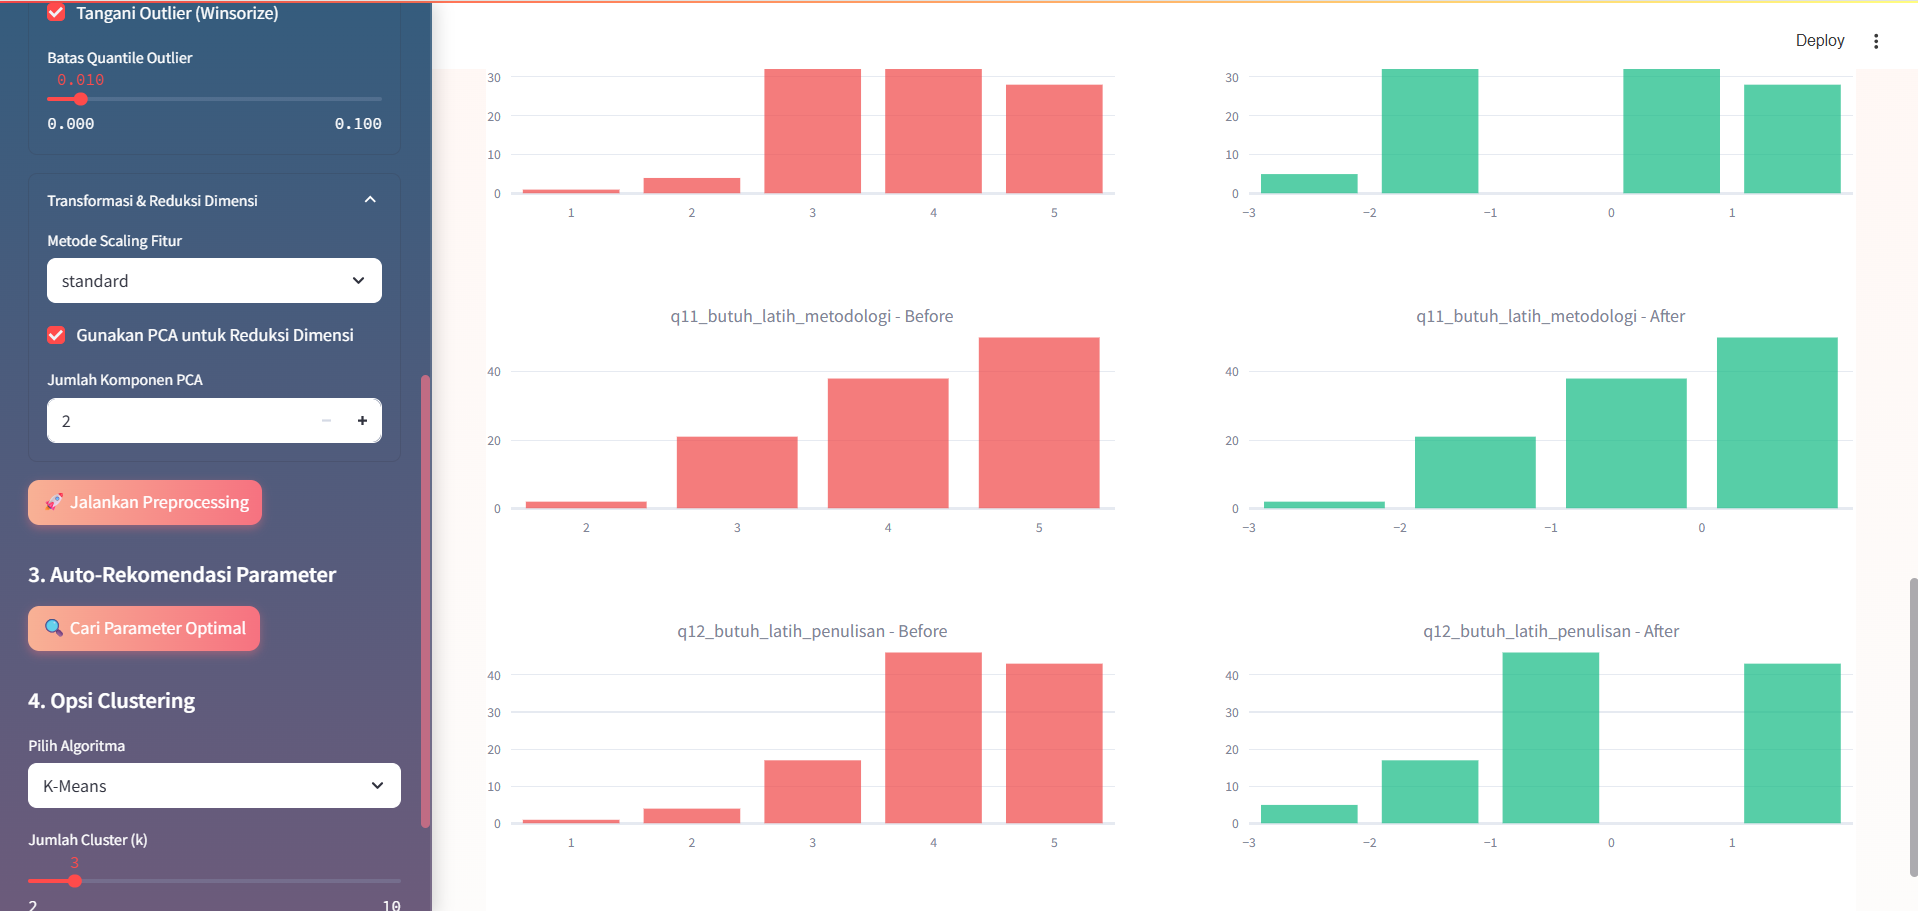 Tangani Outlier (Winsorize)
Batas Quantile Outlier
0.010
0.000 0.100
Transformasi & Reduksi Dimensi
Metode Scaling Fitur
standard
Gunakan PCA untuk Reduksi Dimensi
Jumlah Komponen PCA
2 − +
🚀 Jalankan Preprocessing
3. Auto-Rekomendasi Parameter
🔍 Cari Parameter Optimal
4. Opsi Clustering
Pilih Algoritma
K-Means
Jumlah Cluster (k)
3
2 10
Deploy
30
20
10
0
1 2 3 4 5
30
20
10
0
−3 −2 −1 0 1
q11_butuh_latih_metodologi - Before
40
20
0
2 3 4 5
q11_butuh_latih_metodologi - After
40
20
0
−3 −2 −1 0
q12_butuh_latih_penulisan - Before
40
30
20
10
0
1 2 3 4 5
q12_butuh_latih_penulisan - After
40
30
20
10
0
−3 −2 −1 0 1